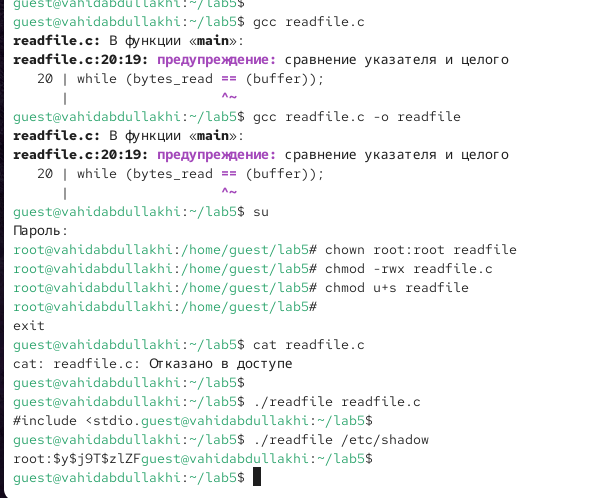 guest@vahidabdullakhi:~/lab5$
guest@vahidabdullakhi:~/lab5$ gcc readfile.c
readfile.c: В функции «main»:
readfile.c:20:19: предупреждение: сравнение указателя и целого
   20 | while (bytes_read == (buffer));
      |                   ^~
guest@vahidabdullakhi:~/lab5$ gcc readfile.c -o readfile
readfile.c: В функции «main»:
readfile.c:20:19: предупреждение: сравнение указателя и целого
   20 | while (bytes_read == (buffer));
      |                   ^~
guest@vahidabdullakhi:~/lab5$ su
Пароль:
root@vahidabdullakhi:/home/guest/lab5# chown root:root readfile
root@vahidabdullakhi:/home/guest/lab5# chmod -rwx readfile.c
root@vahidabdullakhi:/home/guest/lab5# chmod u+s readfile
root@vahidabdullakhi:/home/guest/lab5#
exit
guest@vahidabdullakhi:~/lab5$ cat readfile.c
cat: readfile.c: Отказано в доступе
guest@vahidabdullakhi:~/lab5$
guest@vahidabdullakhi:~/lab5$ ./readfile readfile.c
#include <stdio.guest@vahidabdullakhi:~/lab5$
guest@vahidabdullakhi:~/lab5$ ./readfile /etc/shadow
root:$y$j9T$zlZFguest@vahidabdullakhi:~/lab5$
guest@vahidabdullakhi:~/lab5$